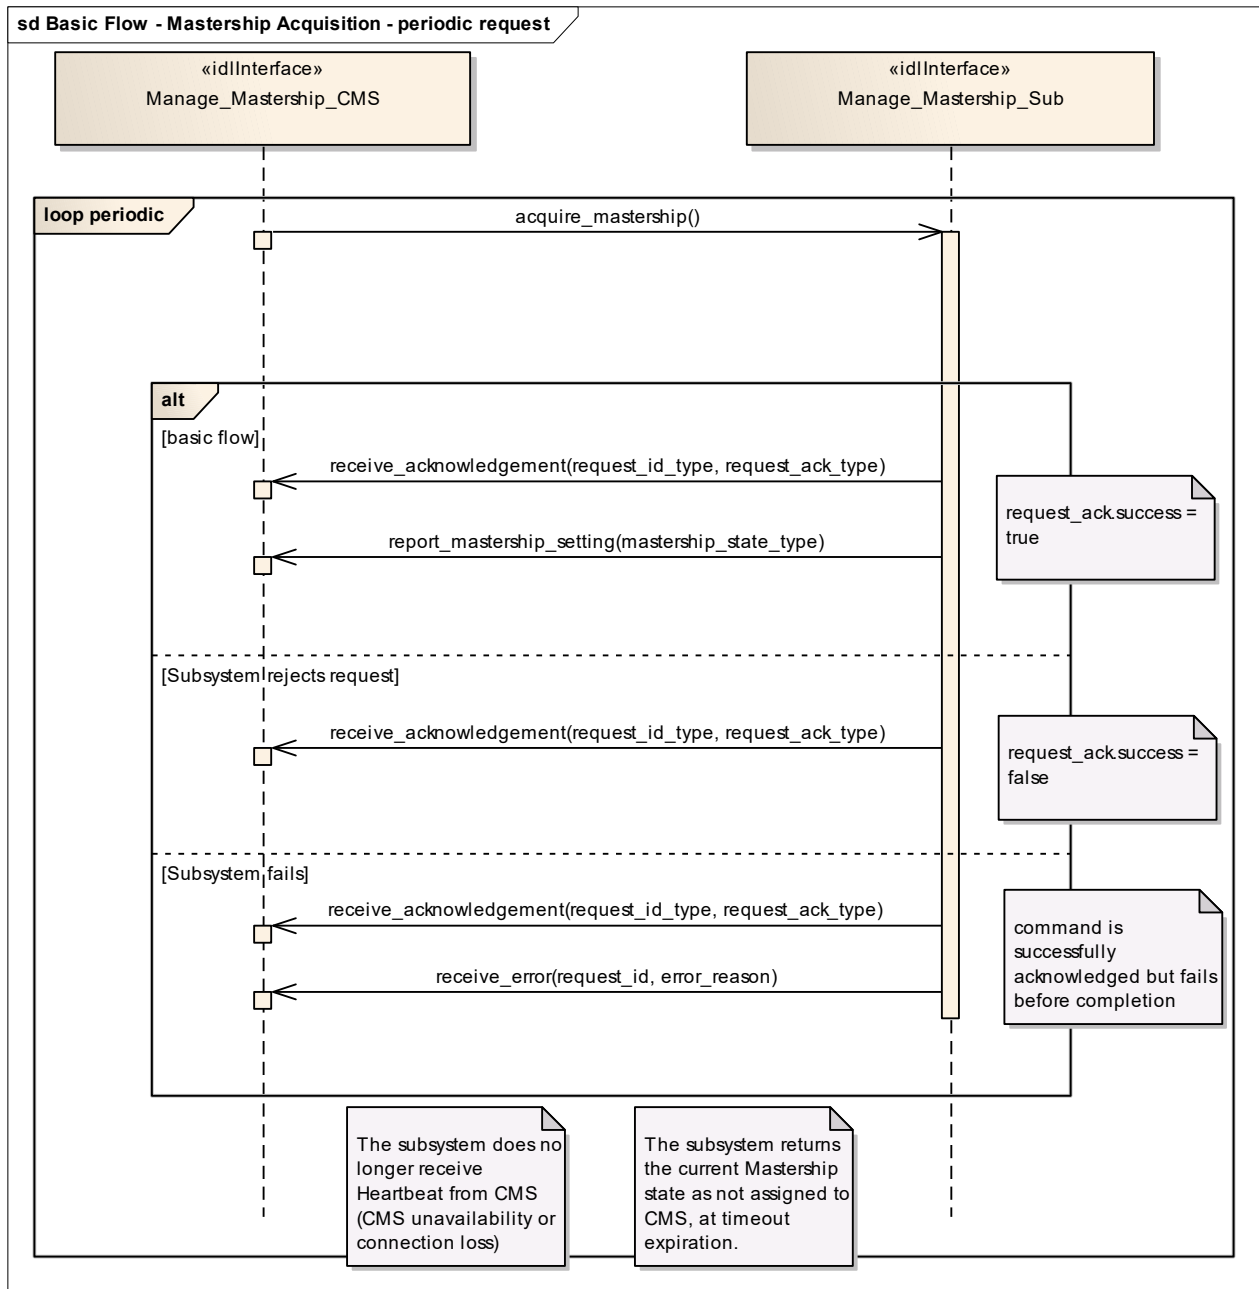 sd Basic Flow - Mastership Acquisition - periodic request
«idlInterface»
Manage_Mastership_CMS
«idlInterface»
Manage_Mastership_Sub
loop periodic
acquire_mastership()
alt
[basic flow]
receive_acknowledgement(request_id_type, request_ack_type)
request_ack.success =
true
report_mastership_setting(mastership_state_type)
[Subsystem rejects request]
receive_acknowledgement(request_id_type, request_ack_type)
request_ack.success =
false
[Subsystem fails]
receive_acknowledgement(request_id_type, request_ack_type)
command is
successfully
acknowledged but fails
before completion
receive_error(request_id, error_reason)
The subsystem does no
longer receive
Heartbeat from CMS
(CMS unavailability or
connection loss)
The subsystem returns
the current Mastership
state as not assigned to
CMS, at timeout
expiration.